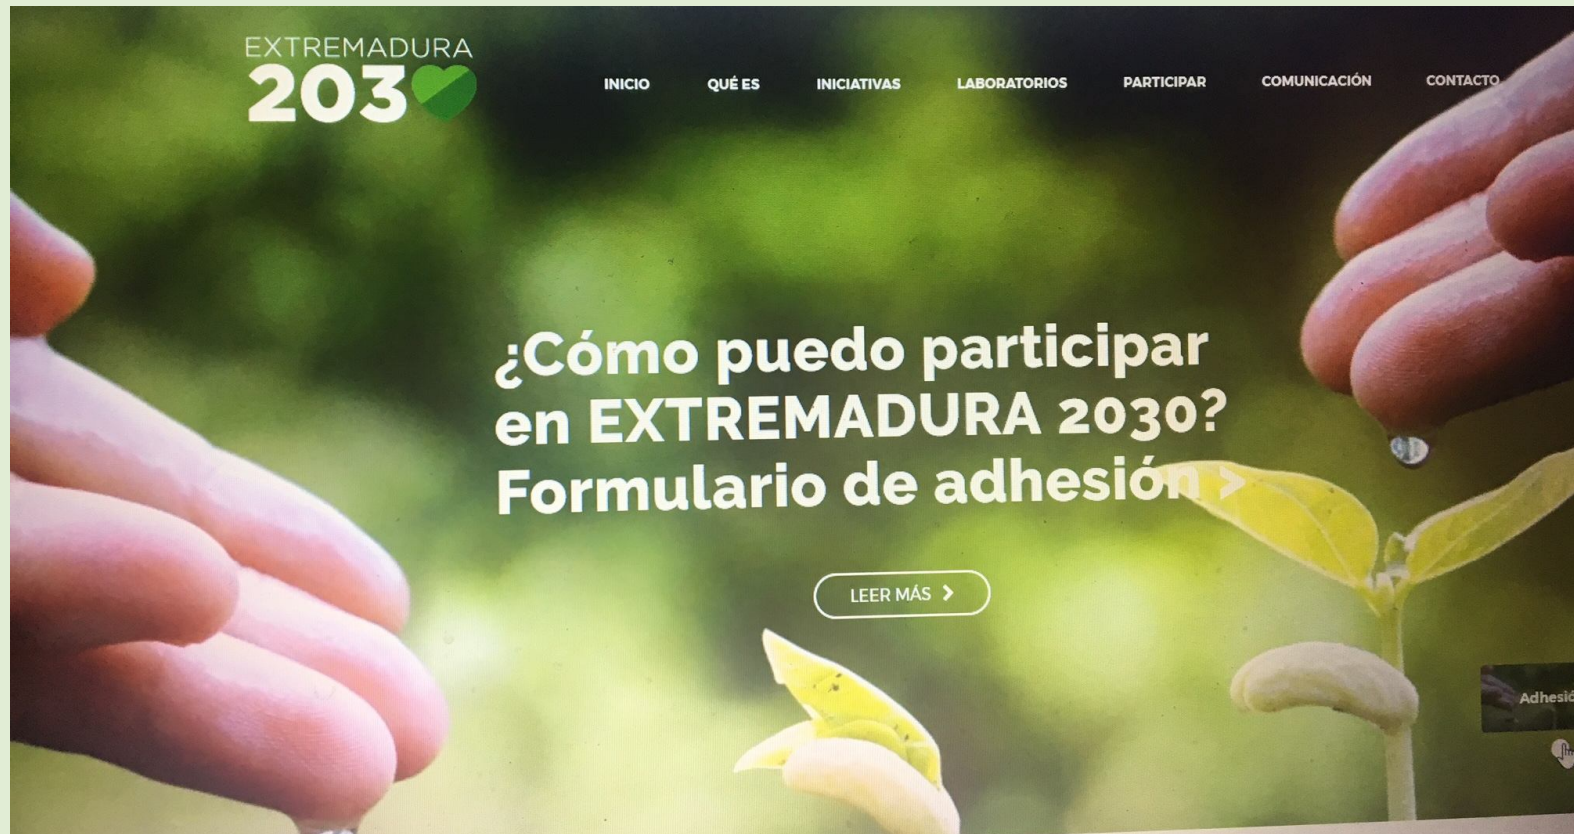 EXTREMADURA
203
INICIO QUÉ ES INICIATIVAS LABORATORIOS PARTICIPAR COMUNICACIÓN CONTACTO
¿Cómo puedo participar
en EXTREMADURA 2030?
Formulario de adhesión >
LEER MÁS >